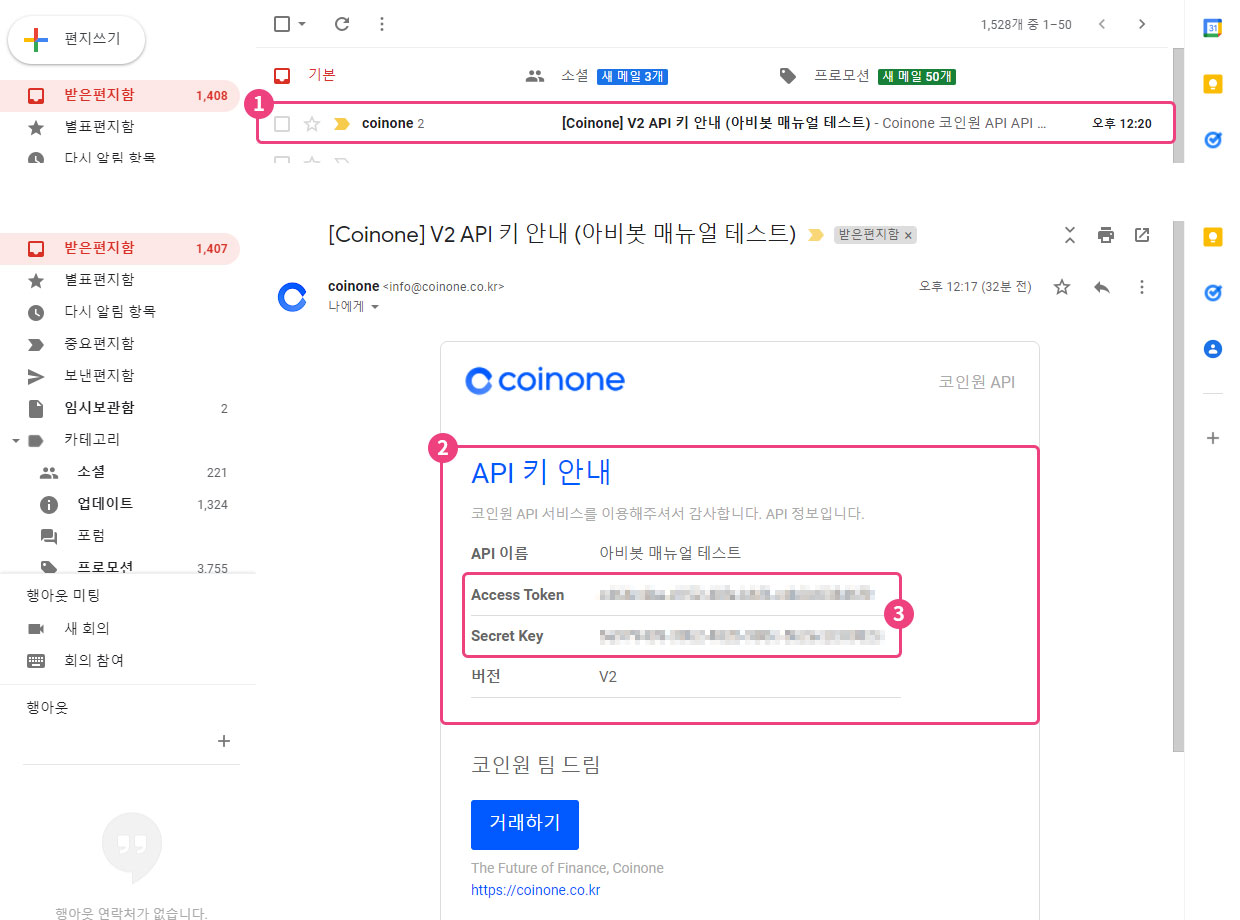 편지쓰기
1,528개 중 1–50
31
기본
소셜 새 메일 3개
프로모션 새 메일 50개
받은편지함 1,408
별표편지함
다시 알림 항목
1
coinone 2 [Coinone] V2 API 키 안내 (아비봇 매뉴얼 테스트) - Coinone 코인원 API API ... 오후 12:20
받은편지함 1,407
별표편지함
다시 알림 항목
중요편지함
보낸편지함
임시보관함 2
카테고리
소셜 221
업데이트 1,324
포럼
프로모션 3,755
행아웃 미팅
새 회의
회의 참여
행아웃
행아웃 연락처가 없습니다.
[Coinone] V2 API 키 안내 (아비봇 매뉴얼 테스트) 받은편지함 ×
coinone <info@coinone.co.kr> 오후 12:17 (32분 전)
나에게
coinone 코인원 API
2
API 키 안내
코인원 API 서비스를 이용해주셔서 감사합니다. API 정보입니다.
API 이름 아비봇 매뉴얼 테스트
Access Token
3
Secret Key
버전 V2
코인원 팀 드림
거래하기
The Future of Finance, Coinone
https://coinone.co.kr